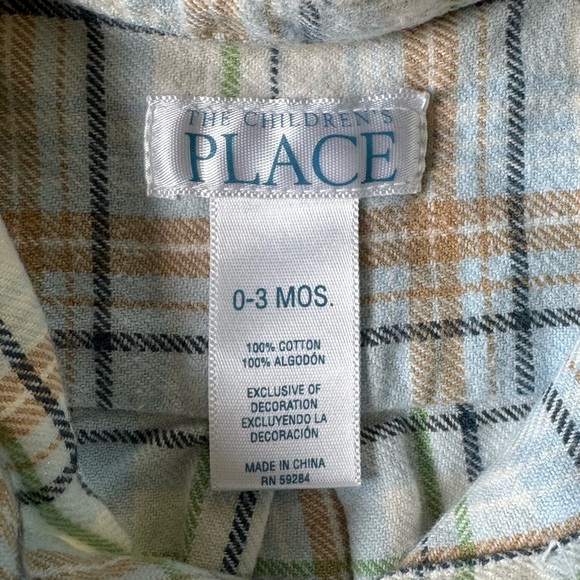 THE CHILDREN'S
PLACE
0-3 MOS.
100% COTTON
100% ALGODÓN
EXCLUSIVE OF
DECORATION
EXCLUYENDO LA
DECORACIÓN
MADE IN CHINA
RN 59284